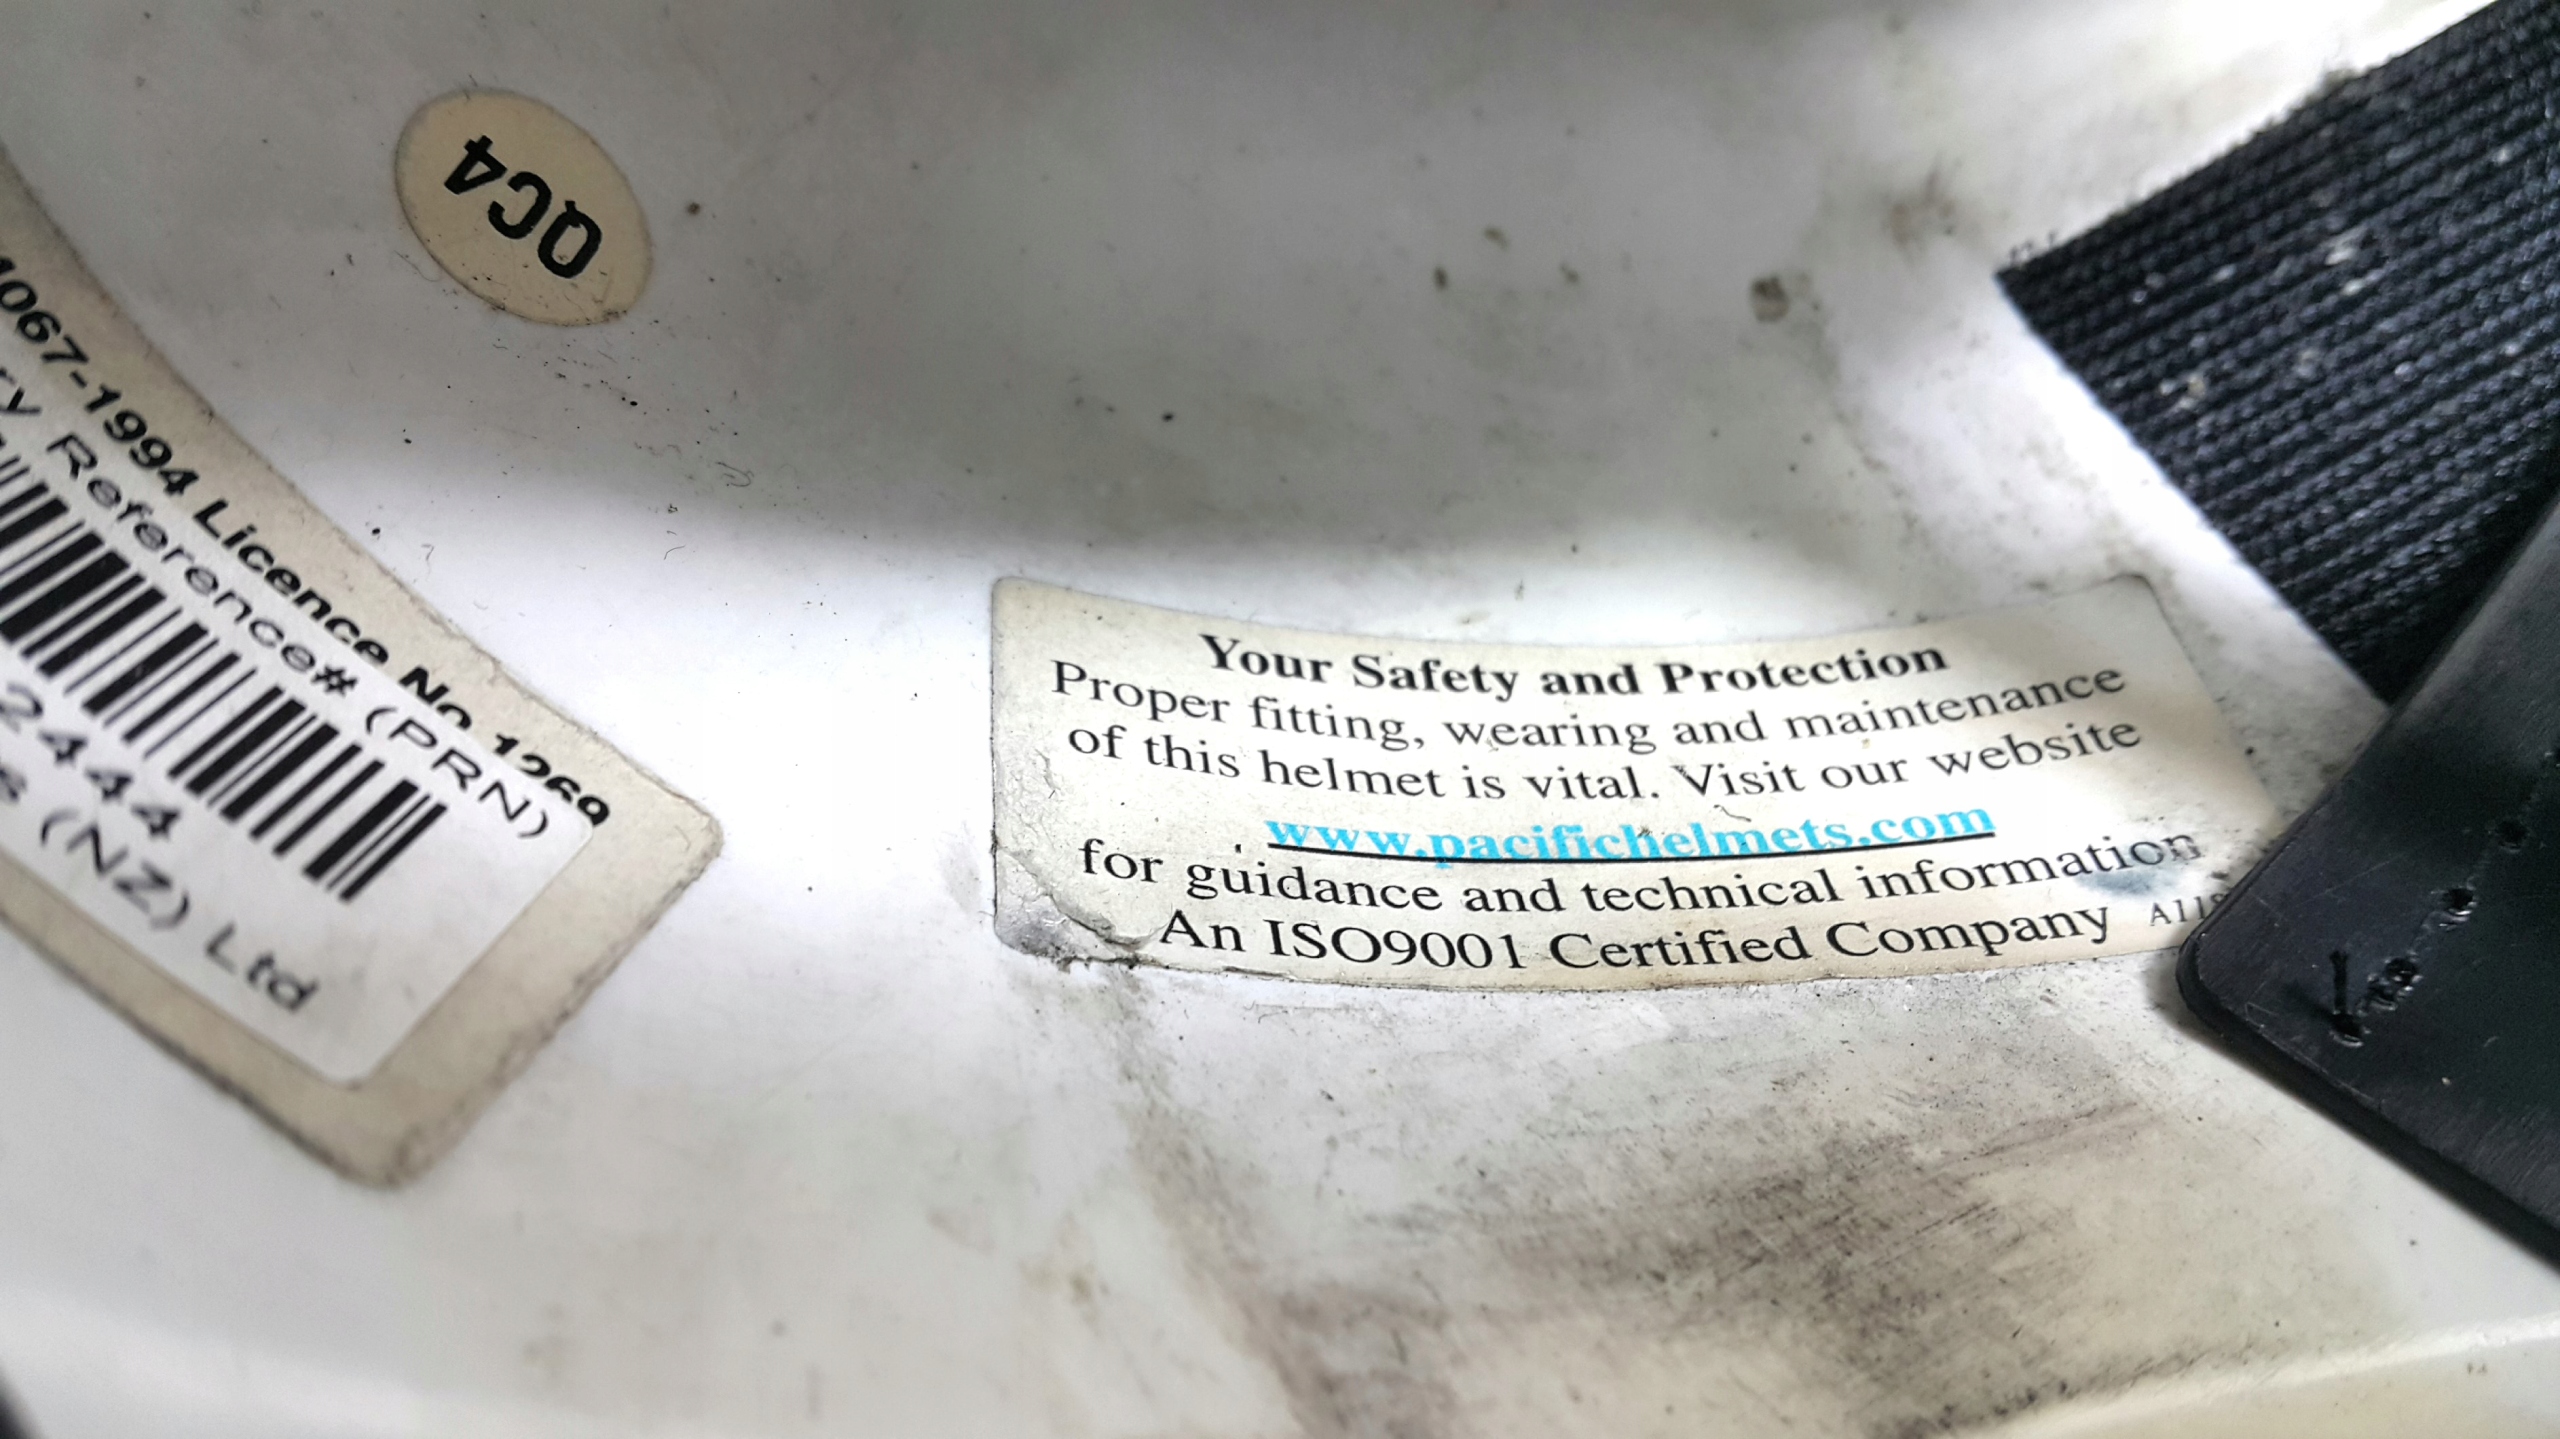 QC4
4067-1994 Licence No 1269
ry Reference# (PRN)
2444
s (NZ) Ltd
Your Safety and Protection
Proper fitting, wearing and maintenance
of this helmet is vital. Visit our website
www.pacifichelmets.com
for guidance and technical information
An ISO9001 Certified Company